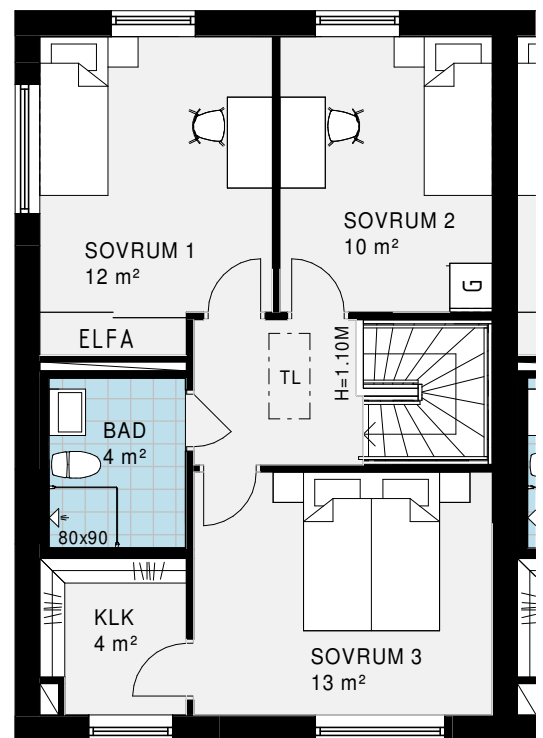 SOVRUM 1
12 m²
SOVRUM 2
10 m²
G
ELFA
TL
H=1.10M
BAD
4 m²
80x90
KLK
4 m²
SOVRUM 3
13 m²